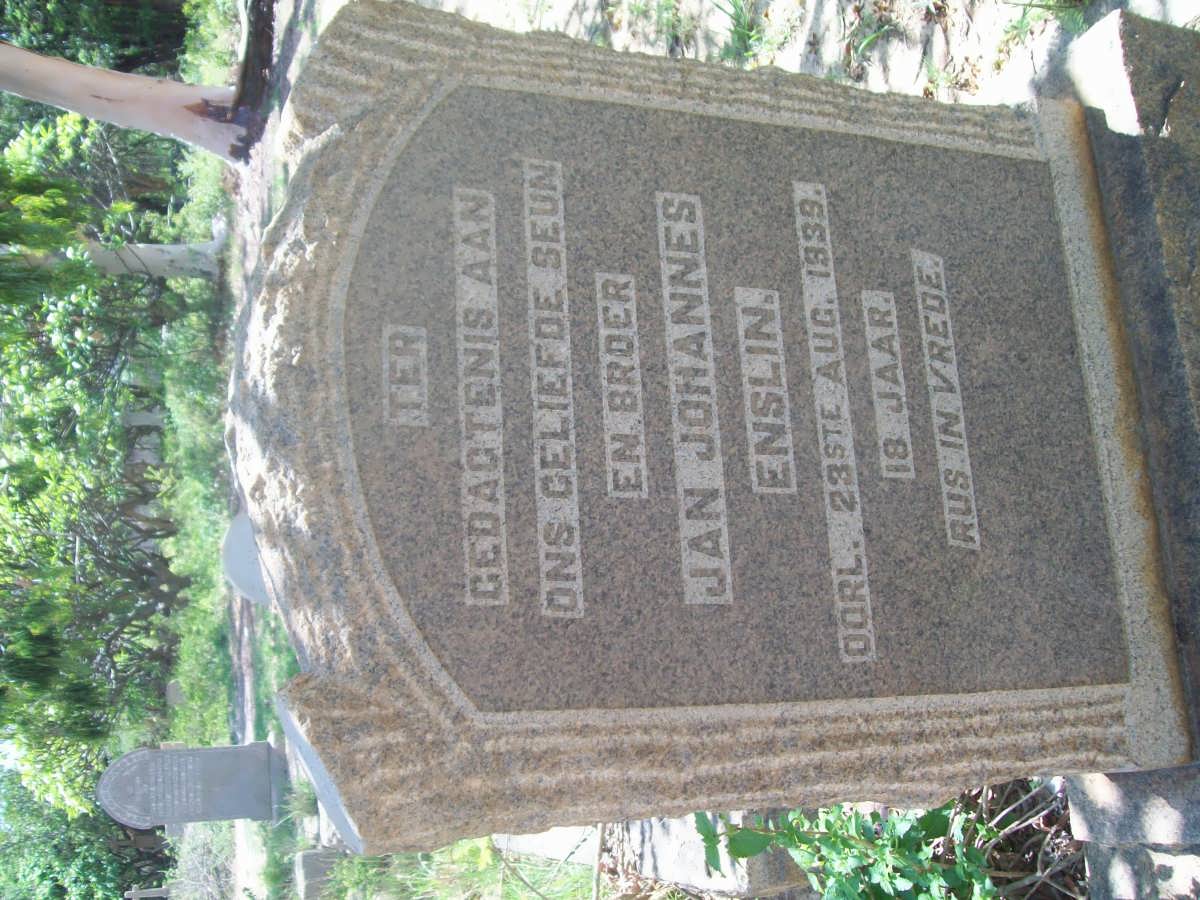 TER
GEDAGTENIS AAN
ONS GELIEFDE SEUN
EN BROER
JAN JOHANNES
ENSLIN.
OORL. 23STE AUG. 1939.
18 JAAR
RUS IN VREDE.